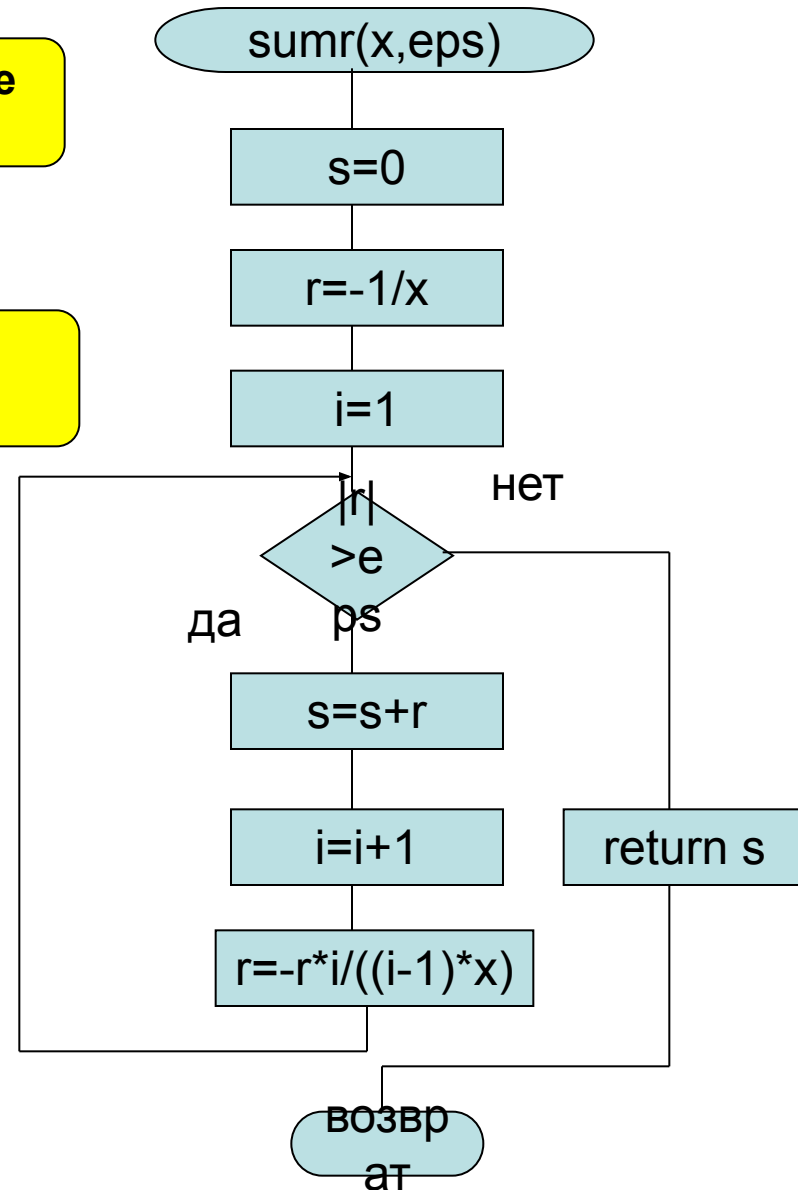 sumr(x,eps)
е
s=0
r=-1/x
i=1
нет
|r|
>e
ps
да
s=s+r
i=i+1
return s
r=-r*i/((i-1)*x)
возвр
ат